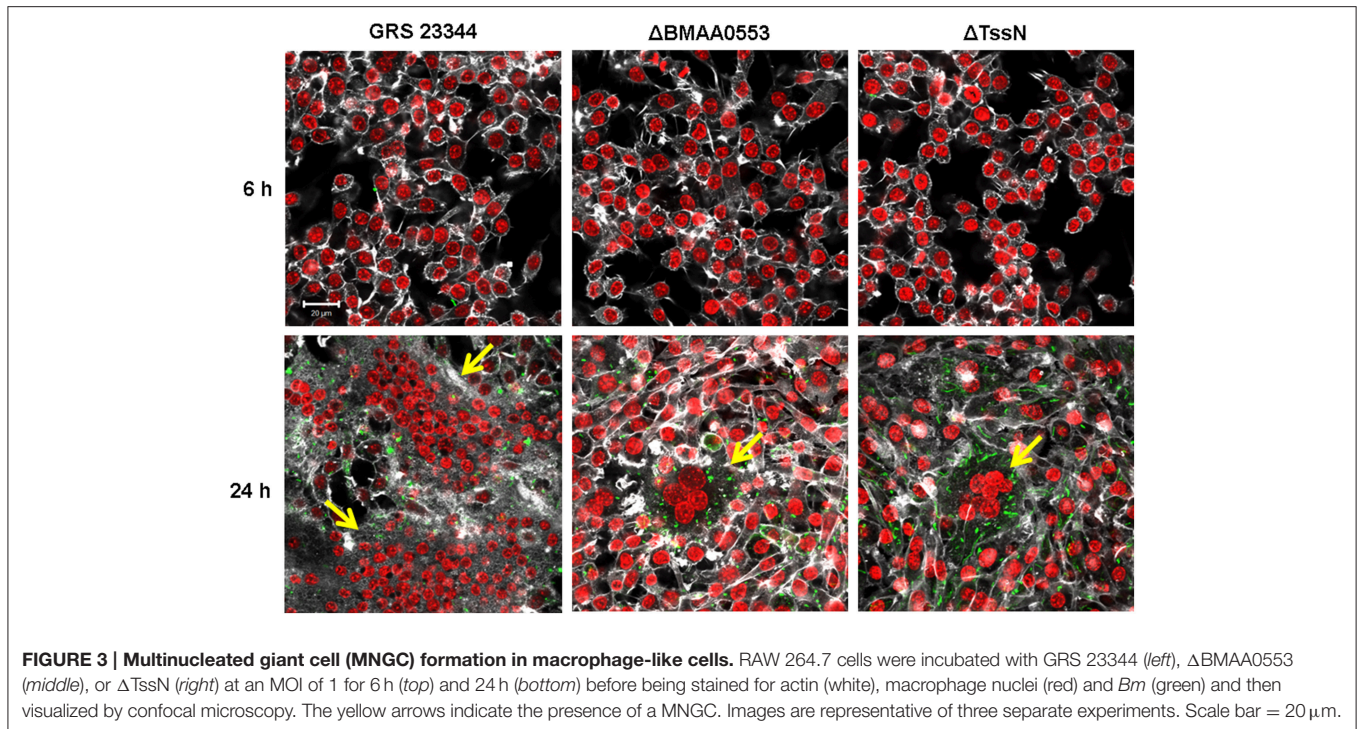 GRS 23344 ΔBMAA0553 ΔTssN
6 h
20 μm
24 h
FIGURE 3 | Multinucleated giant cell (MNGC) formation in macrophage-like cells. RAW 264.7 cells were incubated with GRS 23344 (left), ΔBMAA0553
(middle), or ΔTssN (right) at an MOI of 1 for 6 h (top) and 24 h (bottom) before being stained for actin (white), macrophage nuclei (red) and Bm (green) and then
visualized by confocal microscopy. The yellow arrows indicate the presence of a MNGC. Images are representative of three separate experiments. Scale bar = 20 μm.